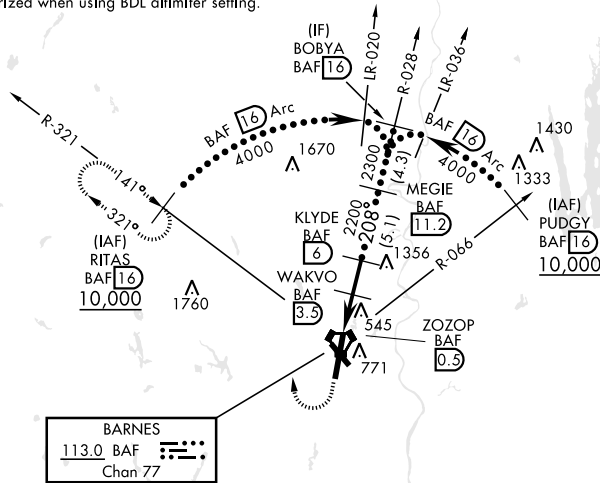 rized when using BDL altimiter setting.
(IF)
BOBYA
BAF 16
LR-020
R-028
LR-036
R-321
BAF 16 Arc
4000
1670
2300
(4.3)
BAF 16 Arc
4000
1430
1333
141°
321°
(IAF)
RITAS
BAF 16
10,000
1760
KLYDE
BAF
6
2200
208°
(5.1)
MEGIE
BAF
11.2
1356
R-066
(IAF)
PUDGY
BAF 16
10,000
WAKVO
BAF
3.5
545
771
ZOZOP
BAF
0.5
BARNES
113.0 BAF
Chan 77